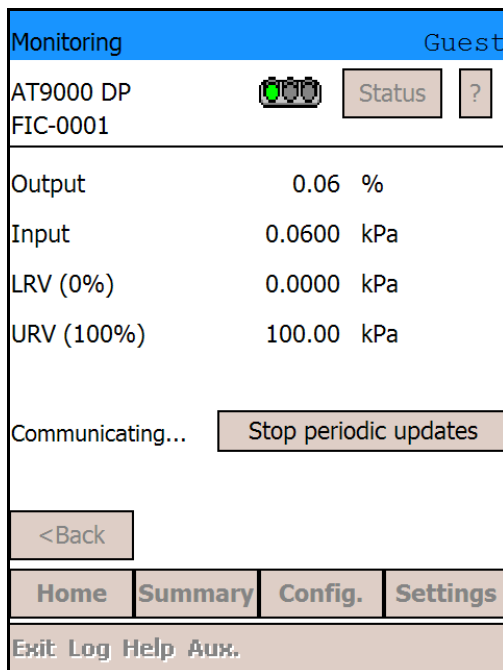 Monitoring Guest
AT9000 DP Status ?
FIC-0001
Output 0.06 %
Input 0.0600 kPa
LRV (0%) 0.0000 kPa
URV (100%) 100.00 kPa
Communicating... Stop periodic updates
<Back
Home Summary Config. Settings
Exit Log Help Aux.